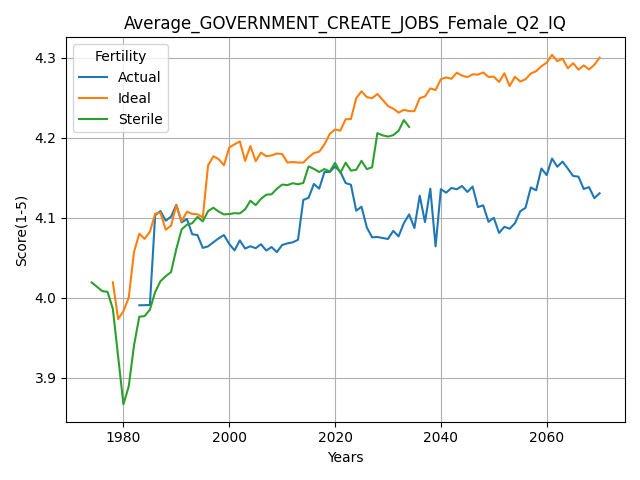 Average_GOVERNMENT_CREATE_JOBS_Female_Q2_IQ
Fertility
Actual
Ideal
Sterile
Score(1-5)
4.3
4.2
4.1
4.0
3.9
1980 2000 2020 2040 2060
Years